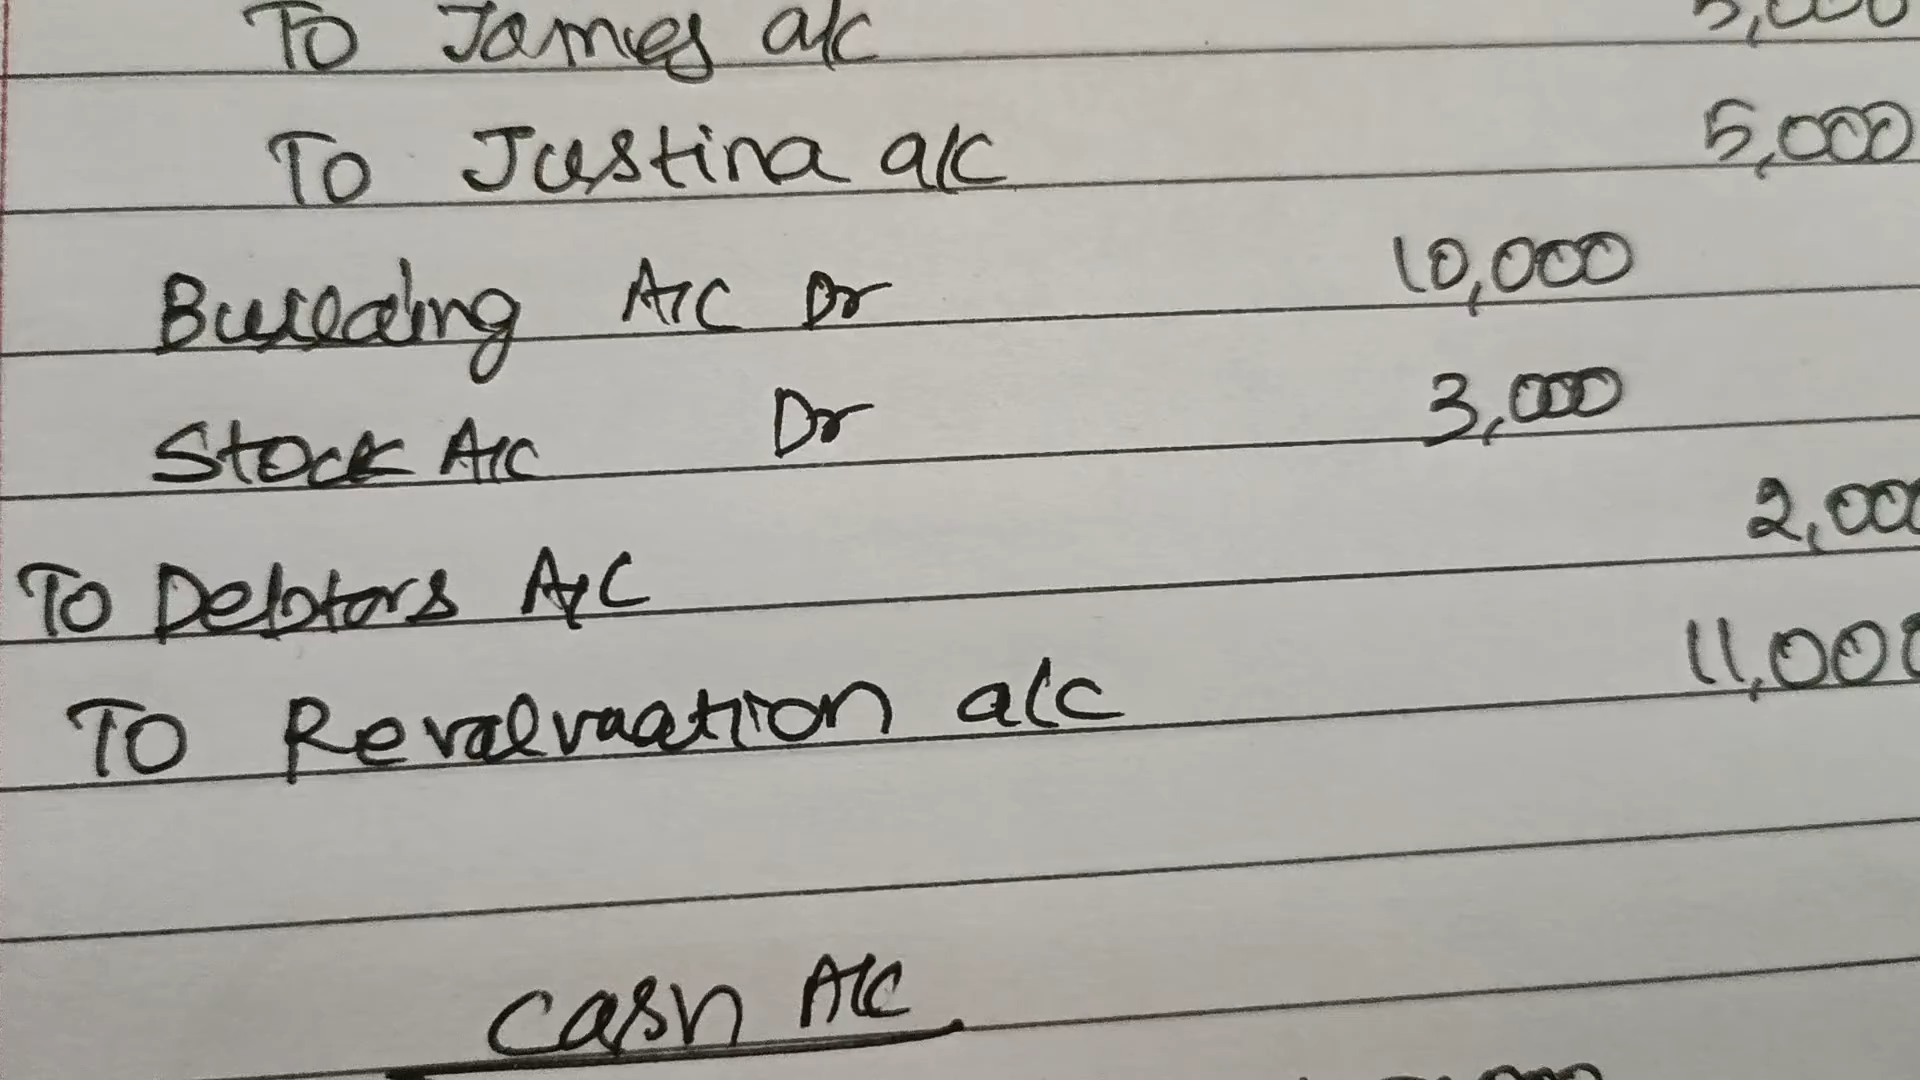 To James a/c
To Justina a/c 5,000
Building A/C Dr 10,000
Stock A/C Dr 3,000
To Debtors A/C 2,000
To Revalvaation a/c 11,000
Cash A/C